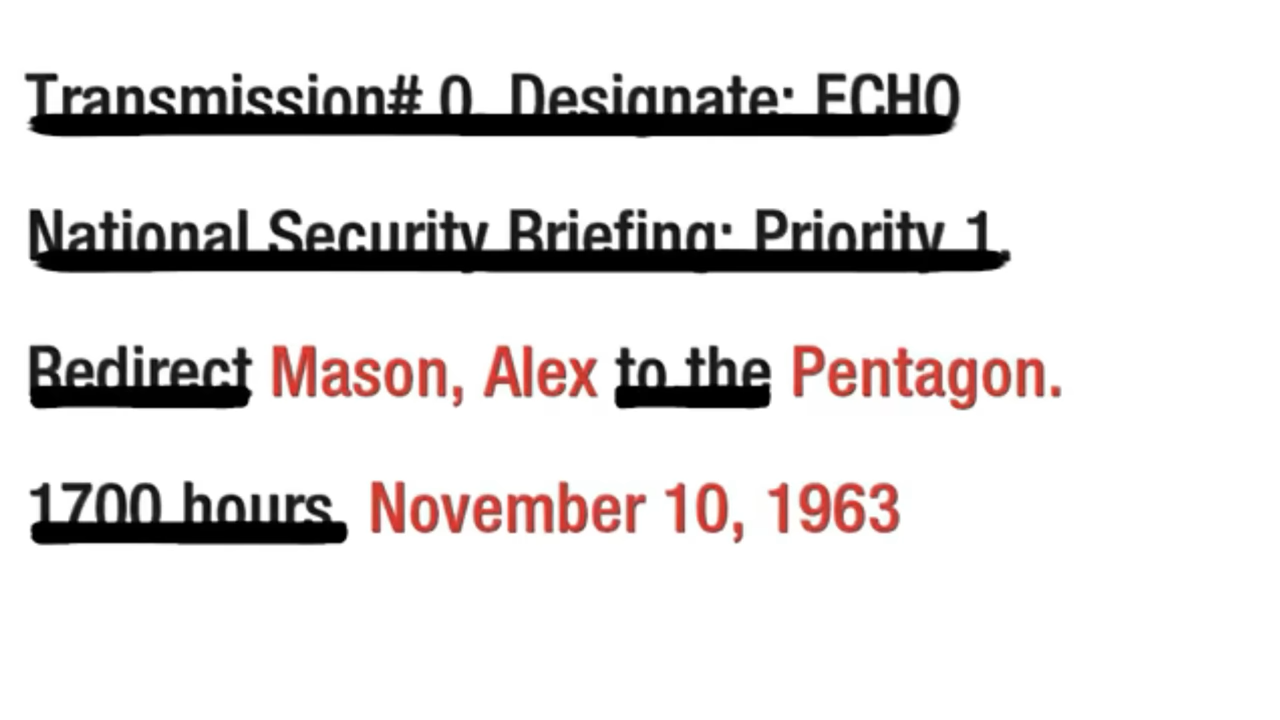 Transmission# 0. Designate: ECHO
National Security Briefing: Priority 1.
Redirect Mason, Alex to the Pentagon.
1700 hours. November 10, 1963